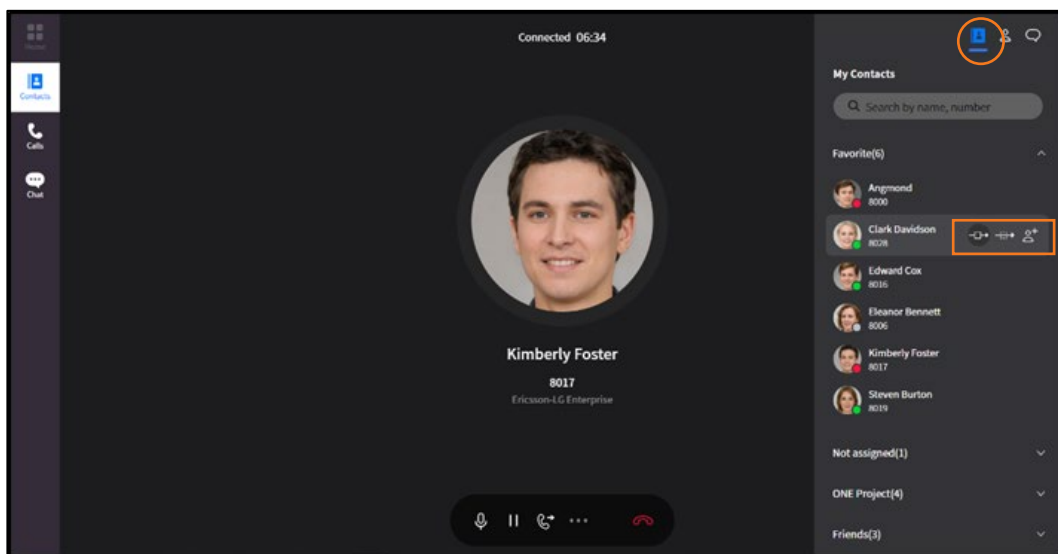 Home
Contacts
Calls
Chat
Connected 06:34
Kimberly Foster
8017
Ericsson-LG Enterprise
My Contacts
Search by name, number
Favorite(6)
Angmond
8000
Clark Davidson
8028
Edward Cox
8016
Eleanor Bennett
8006
Kimberly Foster
8017
Steven Burton
8019
Not assigned(1)
ONE Project(4)
Friends(3)